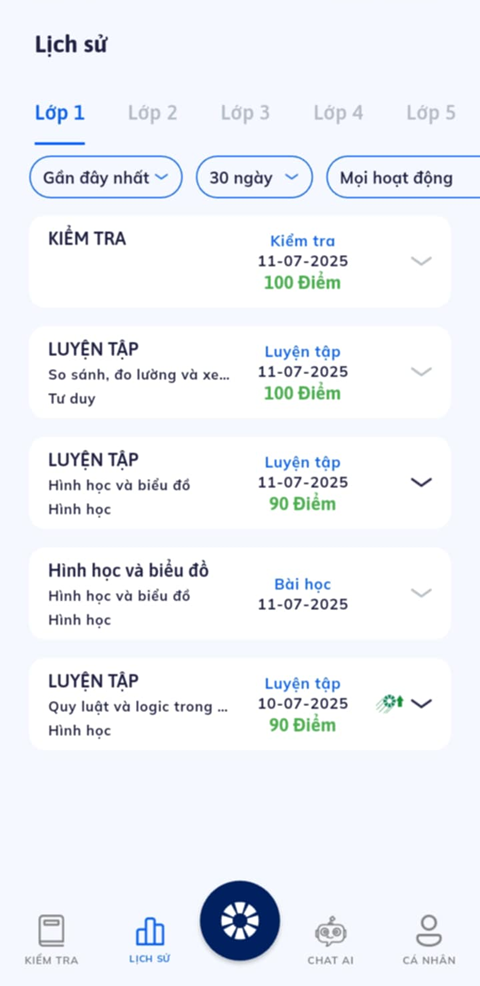 Lịch sử
Lớp 1 Lớp 2 Lớp 3 Lớp 4 Lớp 5
Gần đây nhất 30 ngày Mọi hoạt động
KIỂM TRA
Kiểm tra
11-07-2025
100 Điểm
LUYỆN TẬP
So sánh, đo lường và xe...
Tư duy
Luyện tập
11-07-2025
100 Điểm
LUYỆN TẬP
Hình học và biểu đồ
Hình học
Luyện tập
11-07-2025
90 Điểm
Hình học và biểu đồ
Hình học và biểu đồ
Hình học
Bài học
11-07-2025
LUYỆN TẬP
Quy luật và logic trong ...
Hình học
Luyện tập
10-07-2025
90 Điểm
KIỂM TRA LỊCH SỬ CHAT AI CÁ NHÂN